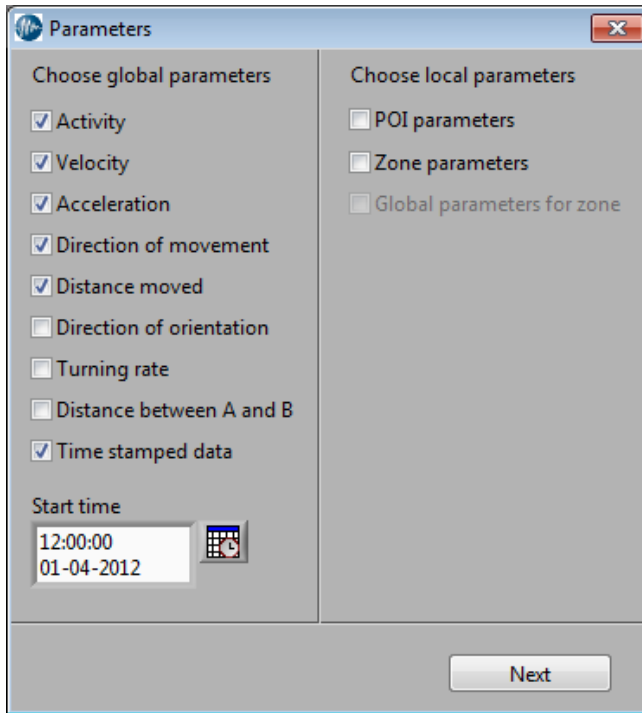 Parameters
Choose global parameters
Activity
Velocity
Acceleration
Direction of movement
Distance moved
Direction of orientation
Turning rate
Distance between A and B
Time stamped data
Start time
12:00:00
01-04-2012
Choose local parameters
POI parameters
Zone parameters
Global parameters for zone
Next